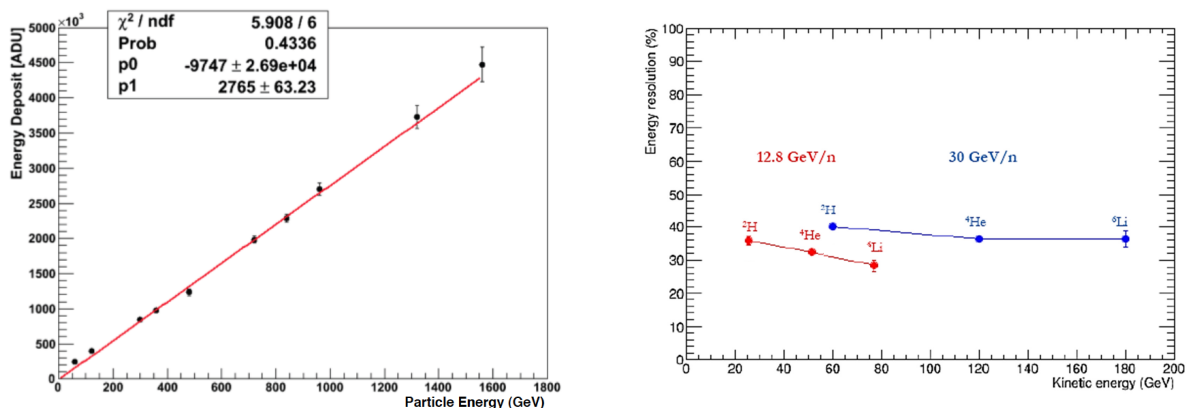 ×10³
5000
4500
4000
3500
3000
2500
2000
1500
1000
500
0
Energy Deposit [ADU]
χ² / ndf 5.908 / 6
Prob 0.4336
p0 -9747 ± 2.69e+04
p1 2765 ± 63.23
0 200 400 600 800 1000 1200 1400 1600 1800
Particle Energy (GeV)
Energy resolution (%)
100
90
80
70
60
50
40
30
20
10
0
12.8 GeV/n
30 GeV/n
²H
⁴He
⁶Li
²H
⁴He
⁶Li
0 20 40 60 80 100 120 140 160 180 200
Kinetic energy (GeV)